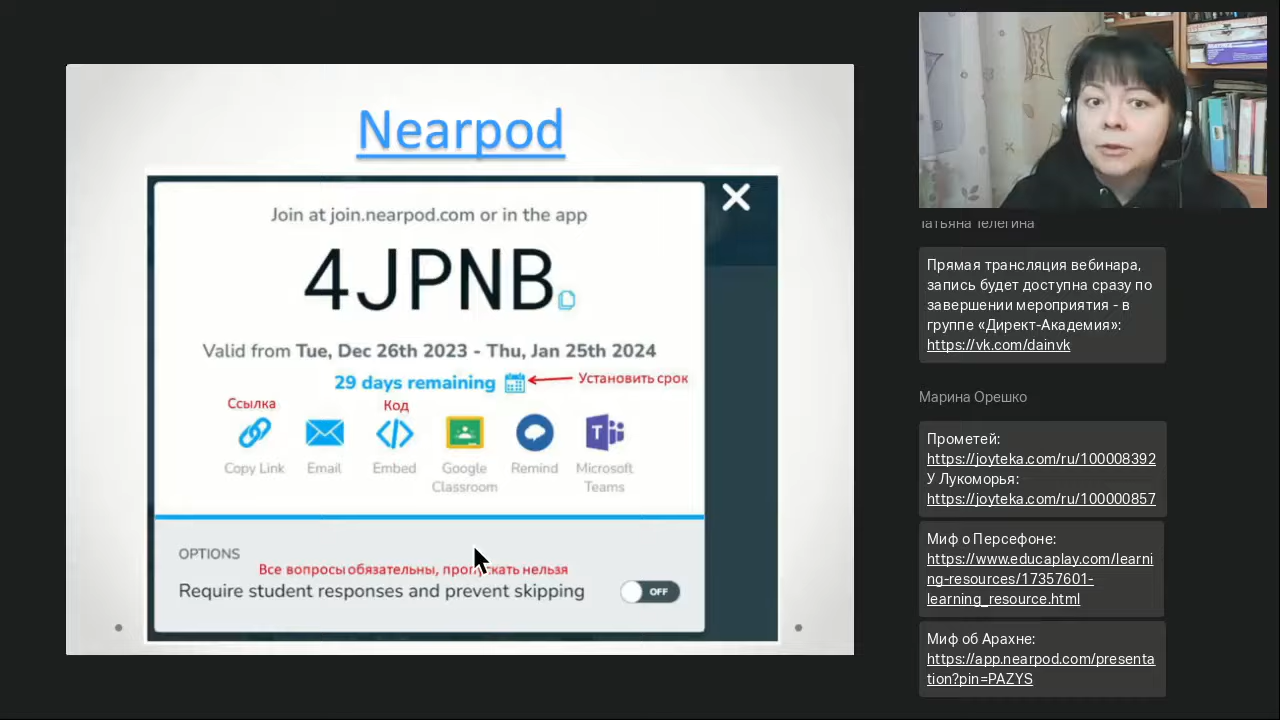 Nearpod
Join at join.nearpod.com or in the app
4JPNB
Valid from Tue, Dec 26th 2023 - Thu, Jan 25th 2024
29 days remaining
Установить срок
Ссылка
Код
Copy Link
Email
Embed
Google
Classroom
Remind
Microsoft
Teams
OPTIONS
Все вопросы обязательны, пропускать нельзя
Require student responses and prevent skipping
OFF
Татьяна Телегина
Прямая трансляция вебинара,
запись будет доступна сразу по
завершении мероприятия - в
группе «Директ-Академия»:
https://vk.com/dainvk
Марина Орешко
Прометей:
https://joyteka.com/ru/100008392
У Лукоморья:
https://joyteka.com/ru/100000857
Миф о Персефоне:
https://www.educaplay.com/learni
ng-resources/17357601-
learning_resource.html
Миф об Арахне:
https://app.nearpod.com/presenta
tion?pin=PAZYS